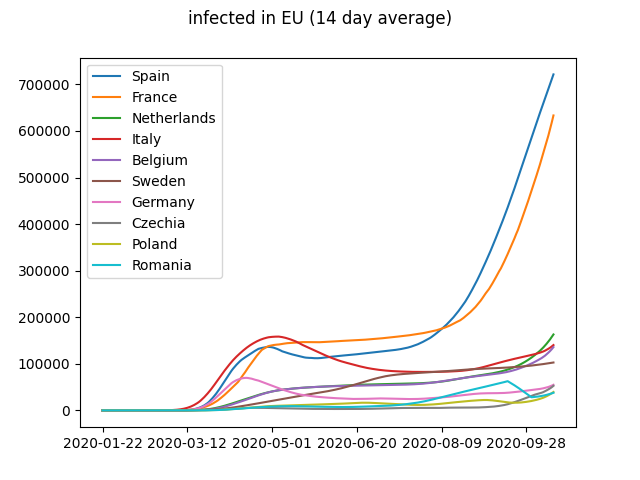 infected in EU (14 day average)
700000
600000
500000
400000
300000
200000
100000
0
Spain
France
Netherlands
Italy
Belgium
Sweden
Germany
Czechia
Poland
Romania
2020-01-22 2020-03-12 2020-05-01 2020-06-20 2020-08-09 2020-09-28